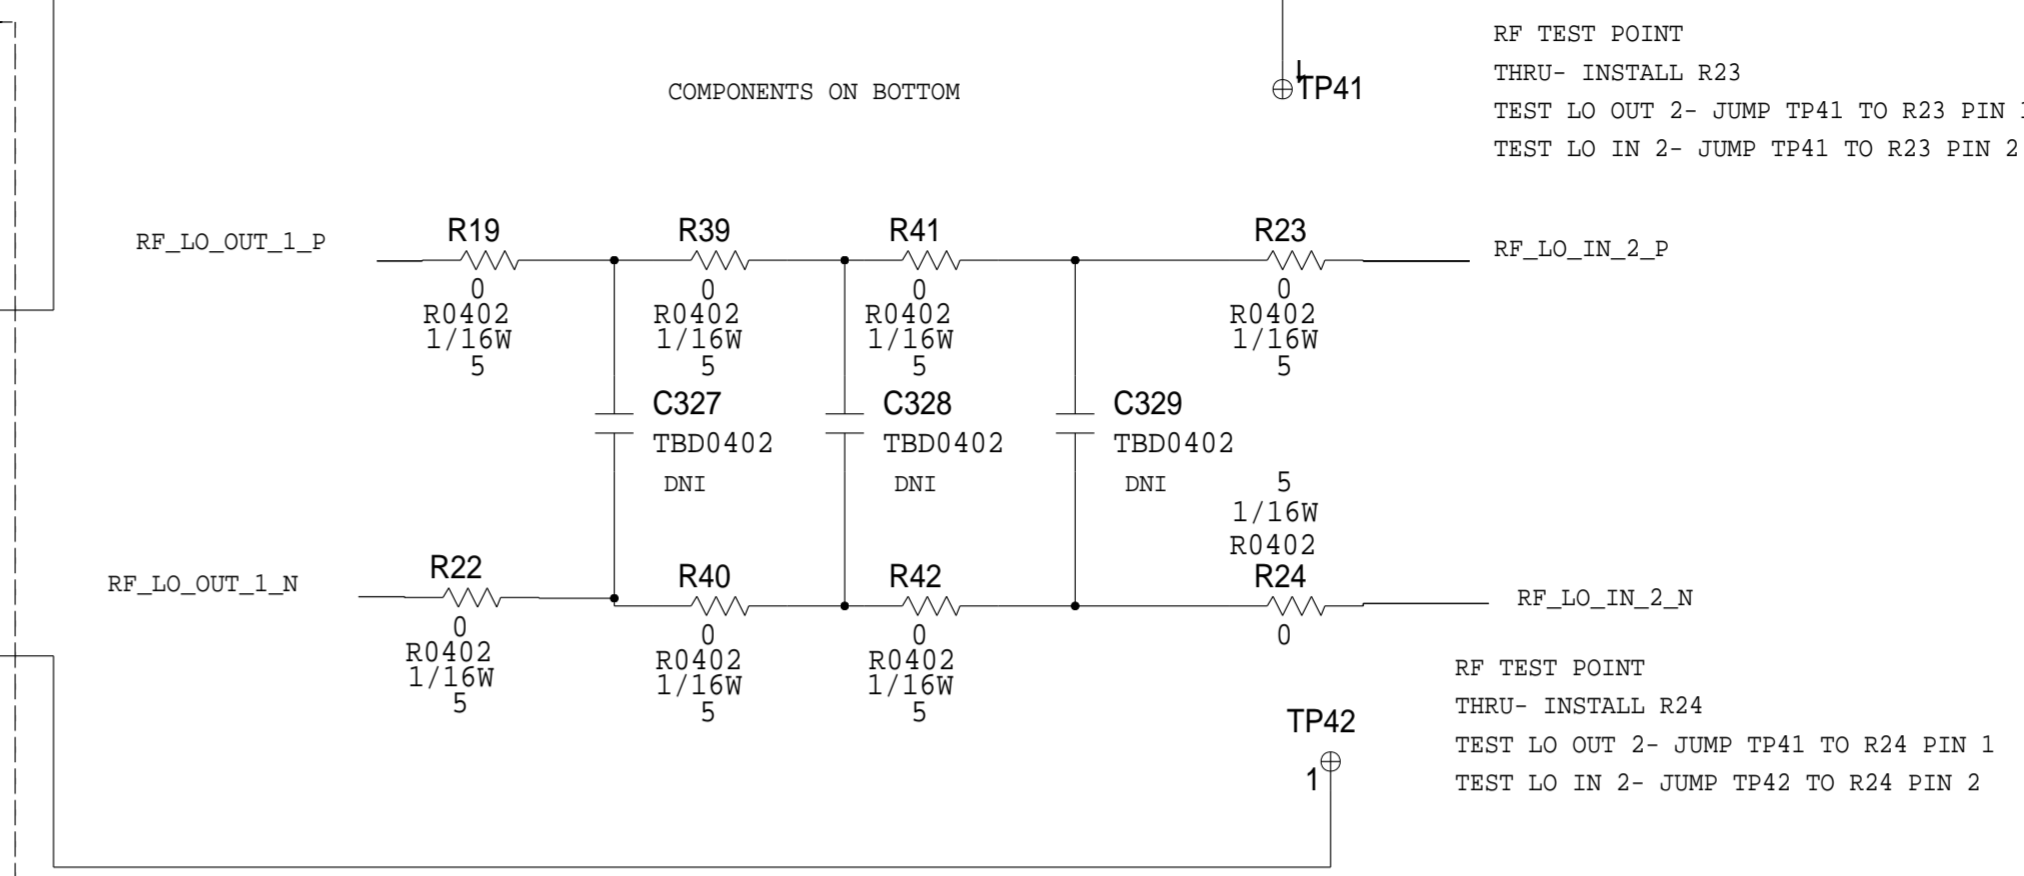 RF TEST POINT
THRU- INSTALL R23
TEST LO OUT 2- JUMP TP41 TO R23 PIN 1
TEST LO IN 2- JUMP TP41 TO R23 PIN 2
COMPONENTS ON BOTTOM
1
TP41
RF_LO_OUT_1_P
R19
0
R0402
1/16W
5
R39
0
R0402
1/16W
5
R41
0
R0402
1/16W
5
R23
0
R0402
1/16W
5
RF_LO_IN_2_P
C327
TBD0402
DNI
C328
TBD0402
DNI
C329
TBD0402
DNI
RF_LO_OUT_1_N
R22
0
R0402
1/16W
5
R40
0
R0402
1/16W
5
R42
0
R0402
1/16W
5
5
1/16W
R0402
R24
0
RF_LO_IN_2_N
RF TEST POINT
THRU- INSTALL R24
TEST LO OUT 2- JUMP TP41 TO R24 PIN 1
TEST LO IN 2- JUMP TP42 TO R24 PIN 2
TP42
1